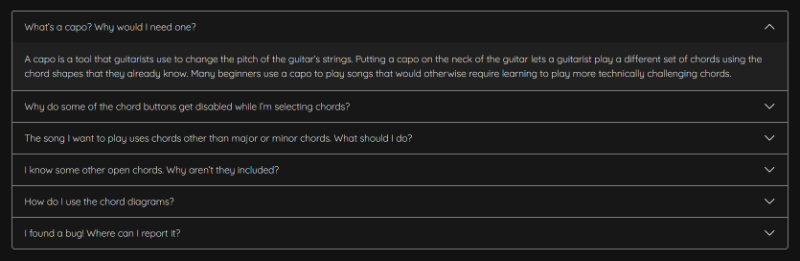 What's a capo? Why would I need one?
A capo is a tool that guitarists use to change the pitch of the guitar's strings. Putting a capo on the neck of the guitar lets a guitarist play a different set of chords using the
chord shapes that they already know. Many beginners use a capo to play songs that would otherwise require learning to play more technically challenging chords.
Why do some of the chord buttons get disabled while I'm selecting chords?
The song I want to play uses chords other than major or minor chords. What should I do?
I know some other open chords. Why aren't they included?
How do I use the chord diagrams?
I found a bug! Where can I report it?